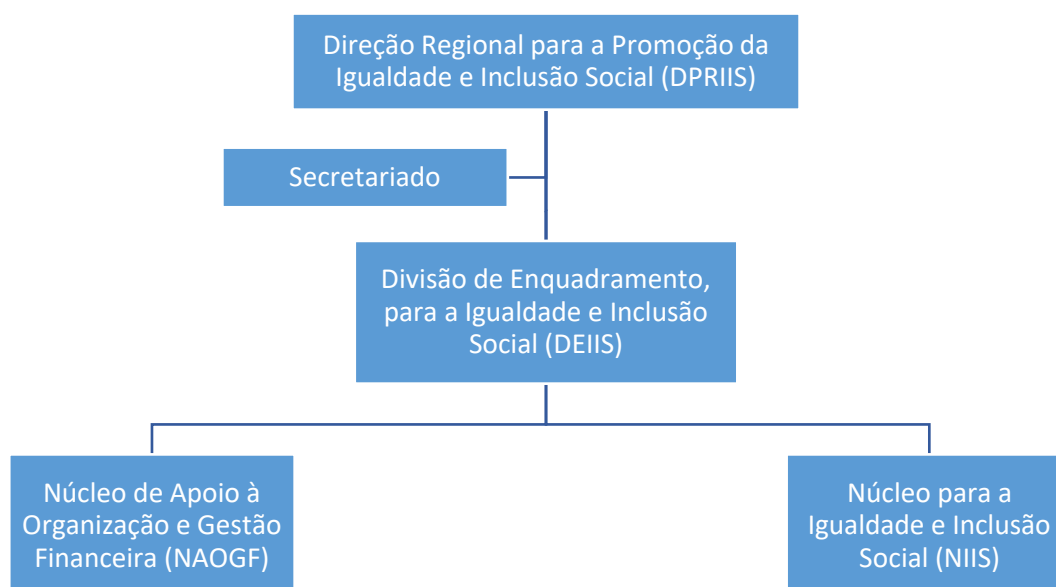 Direção Regional para a Promoção da
Igualdade e Inclusão Social (DPRIIS)
Secretariado
Divisão de Enquadramento,
para a Igualdade e Inclusão
Social (DEIIS)
Núcleo de Apoio à
Organização e Gestão
Financeira (NAOGF)
Núcleo para a
Igualdade e Inclusão
Social (NIIS)